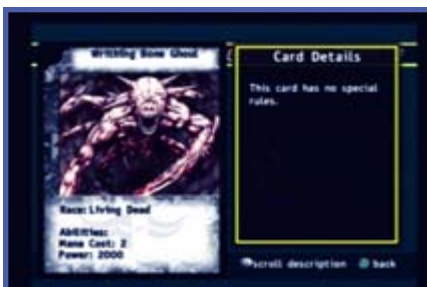 Writhing Bone Ghoul
Race: Living Dead
Abilities:
Mana Cost: 2
Power: 2000
Card Details
This card has no special
rules.
scroll description back